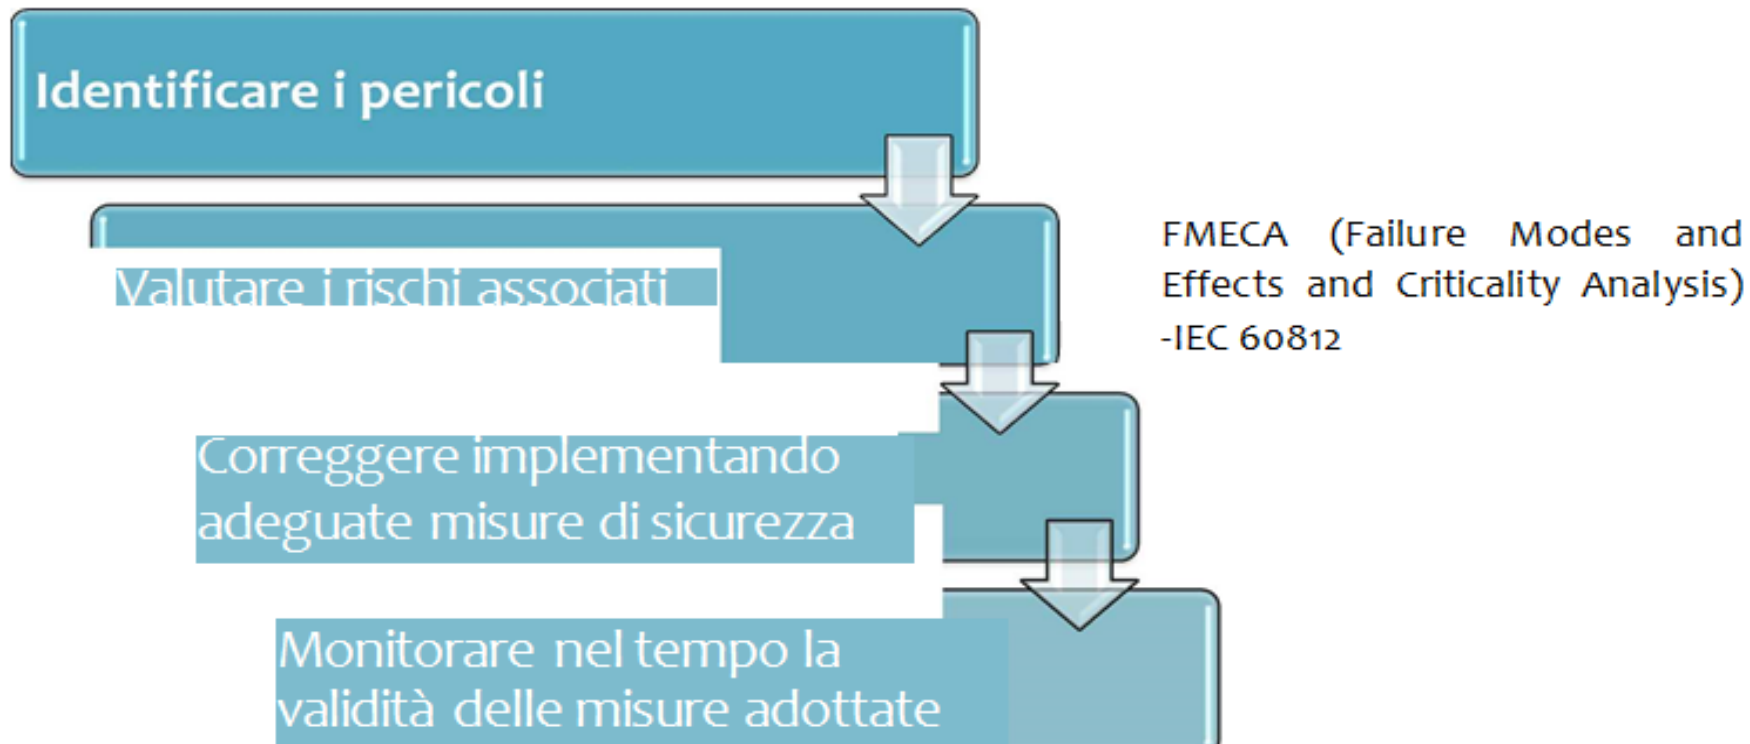 Identificare i pericoli
Valutare i rischi associati
FMECA (Failure Modes and
Effects and Criticality Analysis)
-IEC 60812
Correggere implementando
adeguate misure di sicurezza
Monitorare nel tempo la
validità delle misure adottate